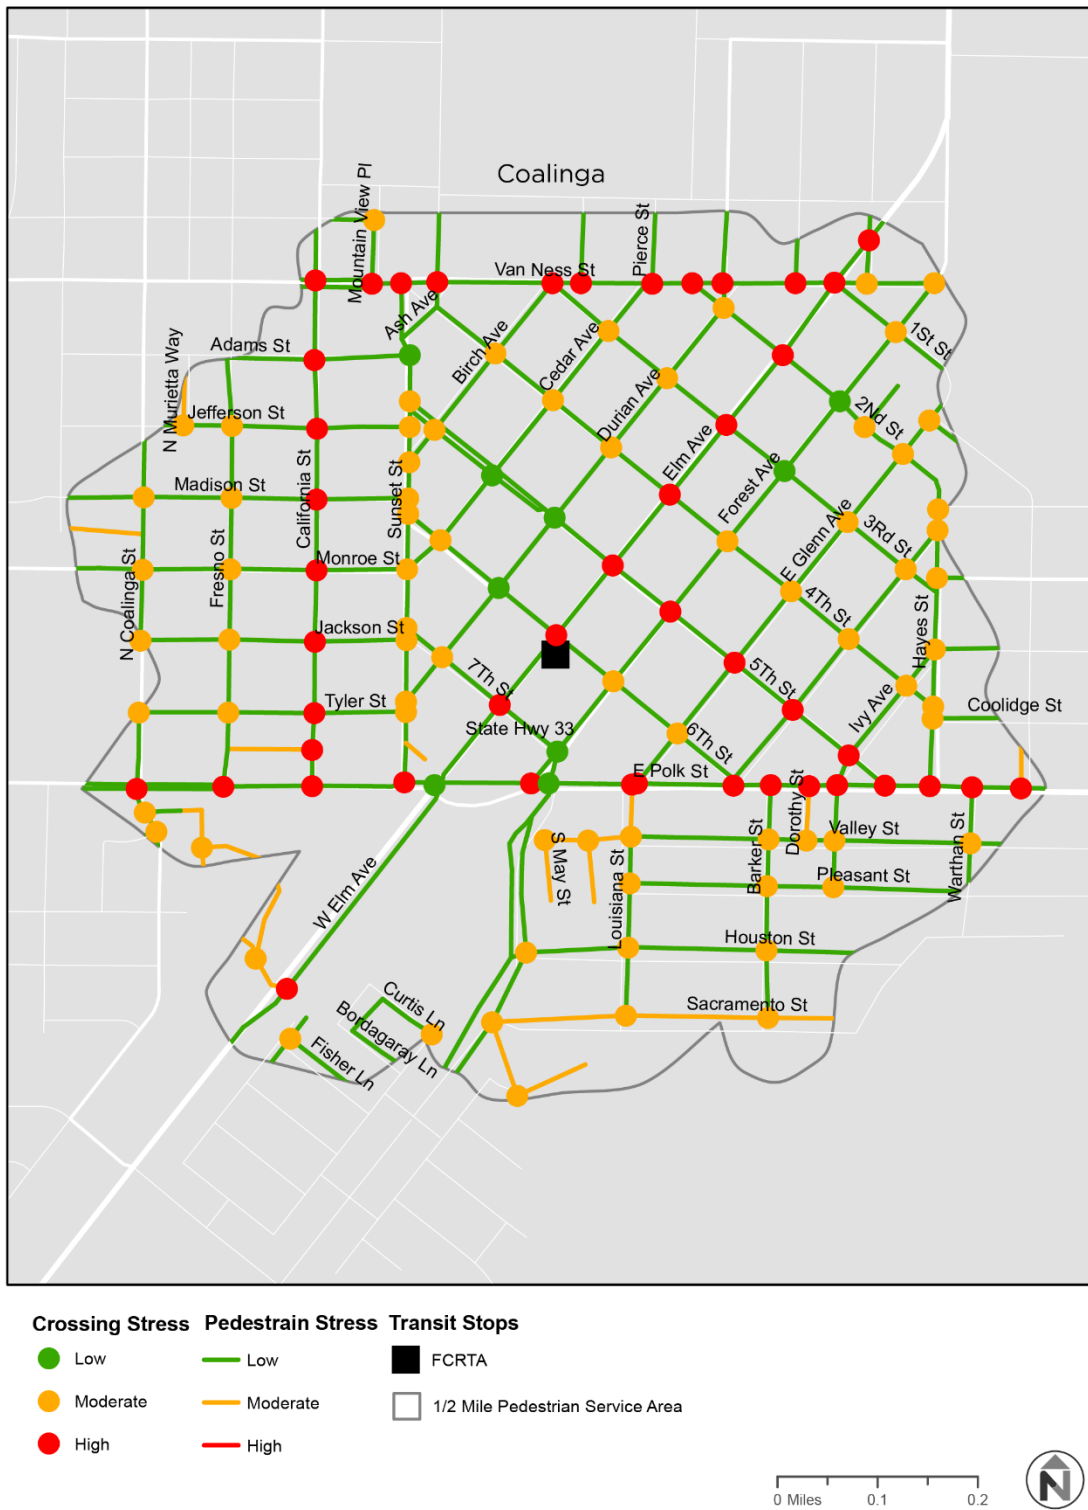 Coalinga
Mountain View Pl
Pierce St
Van Ness St
Ash Ave
N Murietta Way
Adams St
Birch Ave
Cedar Ave
1St St
Jefferson St
Durian Ave
2Nd St
Madison St
California St
Sunset St
Elm Ave
Forest Ave
E Glenn Ave
3Rd St
N Coalinga St
Fresno St
Monroe St
4Th St
Hayes St
Jackson St
7Th St
5Th St
Ivy Ave
Coolidge St
Tyler St
State Hwy 33
6Th St
E Polk St
S May St
Louisiana St
Barker St
Dorothy St
Valley St
Warthan St
Pleasant St
W Elm Ave
Houston St
Curtis Ln
Bordagaray Ln
Fisher Ln
Sacramento St
Crossing Stress Pedestrain Stress Transit Stops
Low Low FCRTA
Moderate Moderate 1/2 Mile Pedestrian Service Area
High High
0 Miles 0.1 0.2
N